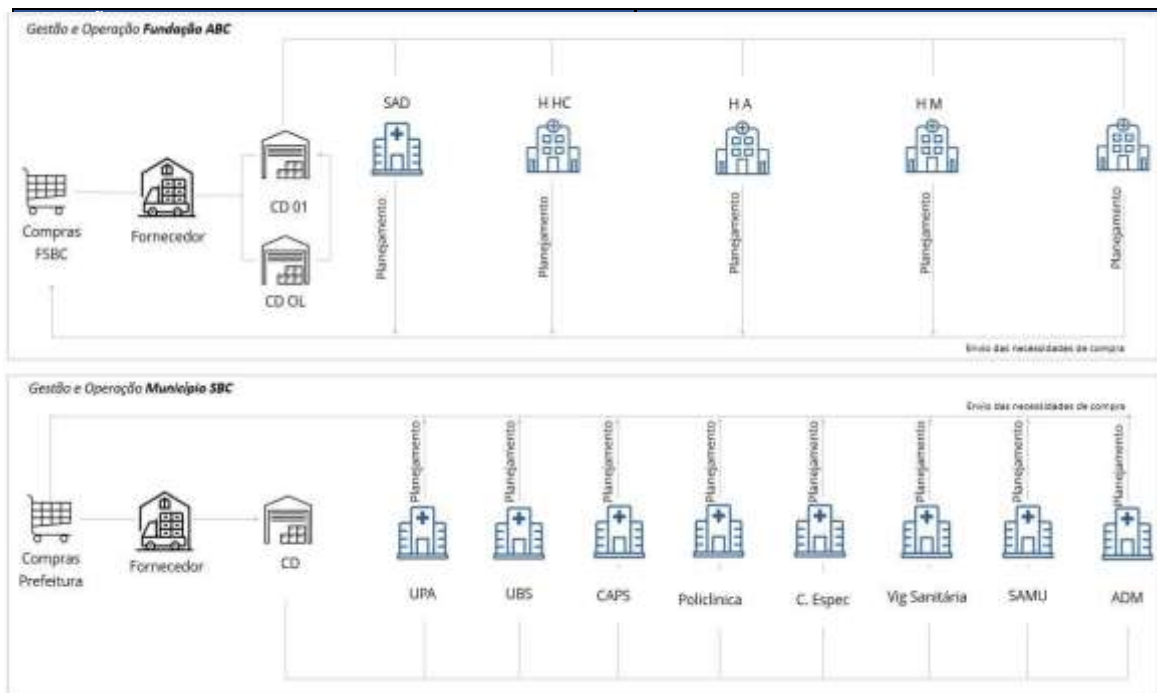 Gestão e Operação Fundação ABC
SAD
H HC
H A
H M
CD 01
Compras
FSBC
Fornecedor
CD OL
Planejamento
Planejamento
Planejamento
Planejamento
Planejamento
Envio das necessidades de compra
Gestão e Operação Município SBC
Envio das necessidades de compra
Planejamento
Planejamento
Planejamento
Planejamento
Planejamento
Planejamento
Planejamento
Planejamento
Compras
Prefeitura
Fornecedor
CD
UPA
UBS
CAPS
Policlínica
C. Espec
Vig Sanitária
SAMU
ADM